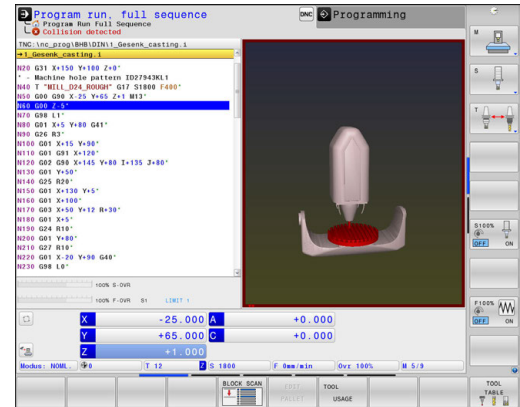 Program run, full sequence
DNC
Programming
Program Run Full Sequence
Collision detected
TNC:\nc_prog\BHB\DIN\1_Gesenk_casting.i
→1_Gesenk_casting.i
N20 G31 X+150 Y+100 Z+0*
* - Machine hole pattern ID27943KL1
N40 T "MILL_D24_ROUGH" G17 S1800 F400*
N50 G00 G90 X-25 Y+65 Z+1 M13*
N60 G00 Z-5*
N70 G98 L1*
N80 G01 X+5 Y+80 G41*
N90 G26 R3*
N100 G01 X+15 Y+90*
N110 G01 G91 X+120*
N120 G02 G90 X+145 Y+80 I+135 J+80*
N130 G01 Y+50*
N140 G25 R20*
N150 G01 X+130 Y+5*
N160 G01 X+100*
N170 G03 X+50 Y+12 R+30*
N180 G01 X+5*
N190 G24 R10*
N200 G01 Y+80*
N210 G27 R10*
N220 G01 X-20 Y+90 G40*
N230 G98 L0*
100% S-OVR
100% F-OVR S1 LIMIT 1
X -25.000 A +0.000
Y +65.000 C +0.000
Z +1.000
Modus: NOML. 0 T 12 Z S 1800 F 0mm/min Ovr 100% M 5/9
M
S
T
S100%
OFF ON
F100%
OFF ON
BLOCK SCAN
EDIT
PALLET
TOOL
USAGE
TOOL
TABLE